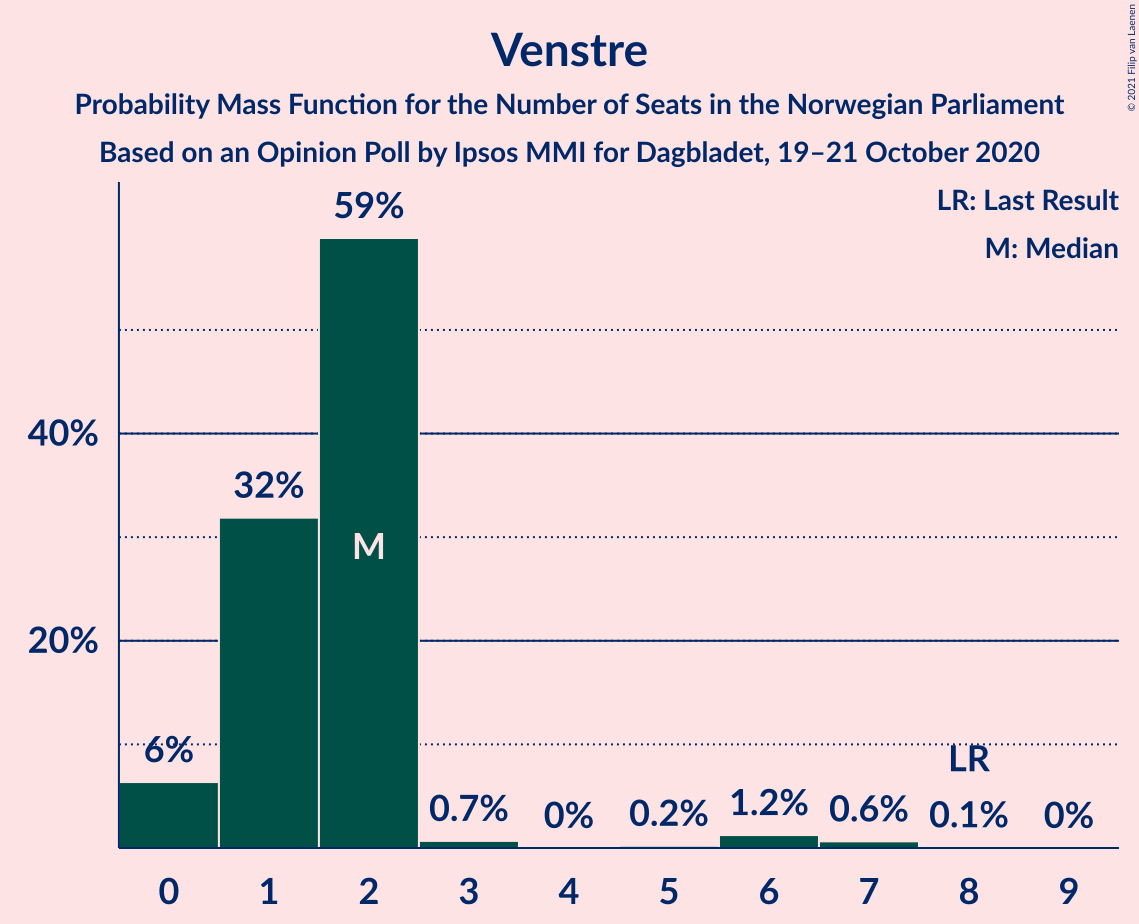 Venstre
Probability Mass Function for the Number of Seats in the Norwegian Parliament
Based on an Opinion Poll by Ipsos MMI for Dagbladet, 19–21 October 2020
© 2021 Filip van Laenen
LR: Last Result
M: Median
59%
40%
32%
M
20%
6%
0.7%
0%
0.2%
1.2%
0.6%
LR
0.1%
0%
0 1 2 3 4 5 6 7 8 9